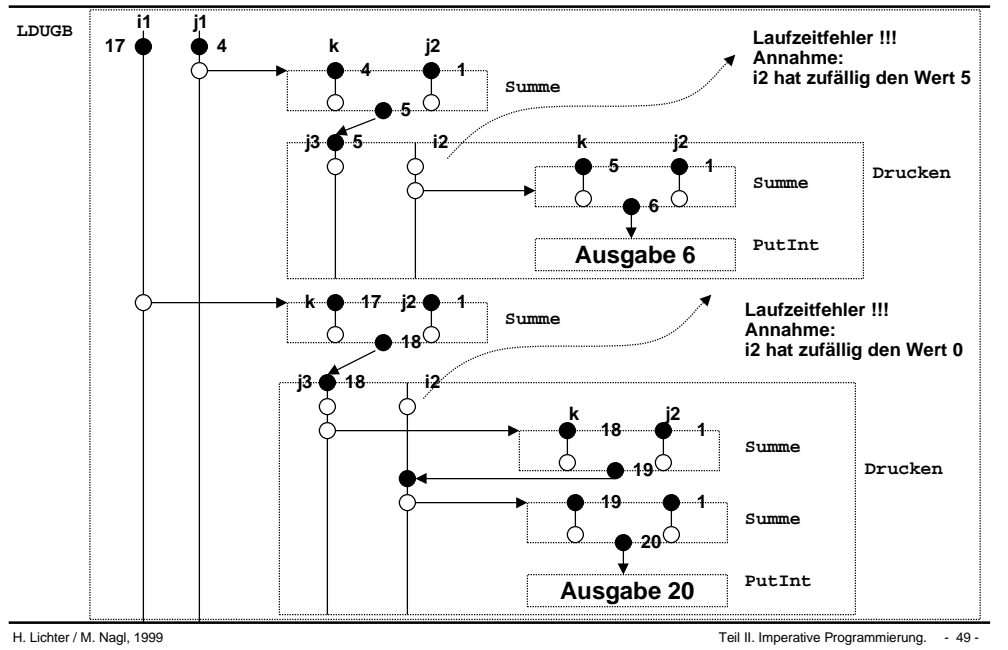 LDUGB
i1 j1
17 4
k j2
4 1
Summe
5
Laufzeitfehler !!!
Annahme:
i2 hat zufällig den Wert 5
j3 5 i2
k j2
5 1
Summe
Drucken
6
Ausgabe 6
PutInt
k 17 j2 1
Summe
18
Laufzeitfehler !!!
Annahme:
i2 hat zufällig den Wert 0
j3 18 i2
k j2
18 1
Summe
19
Drucken
19 1
Summe
20
Ausgabe 20
PutInt
H. Lichter / M. Nagl, 1999 Teil II. Imperative Programmierung. - 49 -